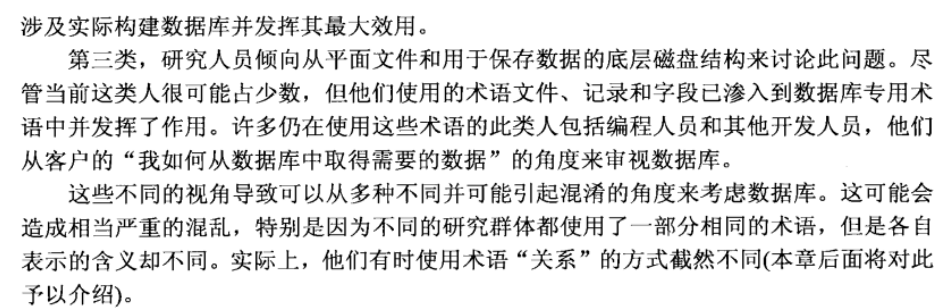 涉及实际构建数据库并发挥其最大效用。
第三类，研究人员倾向从平面文件和用于保存数据的底层磁盘结构来讨论此问题。尽
管当前这类人很可能占少数，但他们使用的术语文件、记录和字段已渗入到数据库专用术
语中并发挥了作用。许多仍在使用这些术语的此类人包括编程人员和其他开发人员，他们
从客户的“我如何从数据库中取得需要的数据”的角度来审视数据库。
这些不同的视角导致可以从多种不同并可能引起混淆的角度来考虑数据库。这可能会
造成相当严重的混乱，特别是因为不同的研究群体都使用了一部分相同的术语，但是各自
表示的含义却不同。实际上，他们有时使用术语“关系”的方式截然不同(本章后面将对此
予以介绍)。